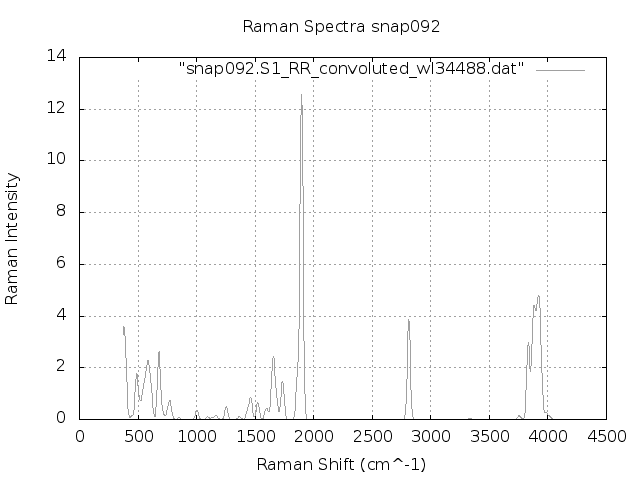 Raman Spectra snap092
"snap092.S1_RR_convoluted_wl34488.dat"
14
12
10
8
6
4
2
0
Raman Intensity
0 500 1000 1500 2000 2500 3000 3500 4000 4500
Raman Shift (cm^-1)